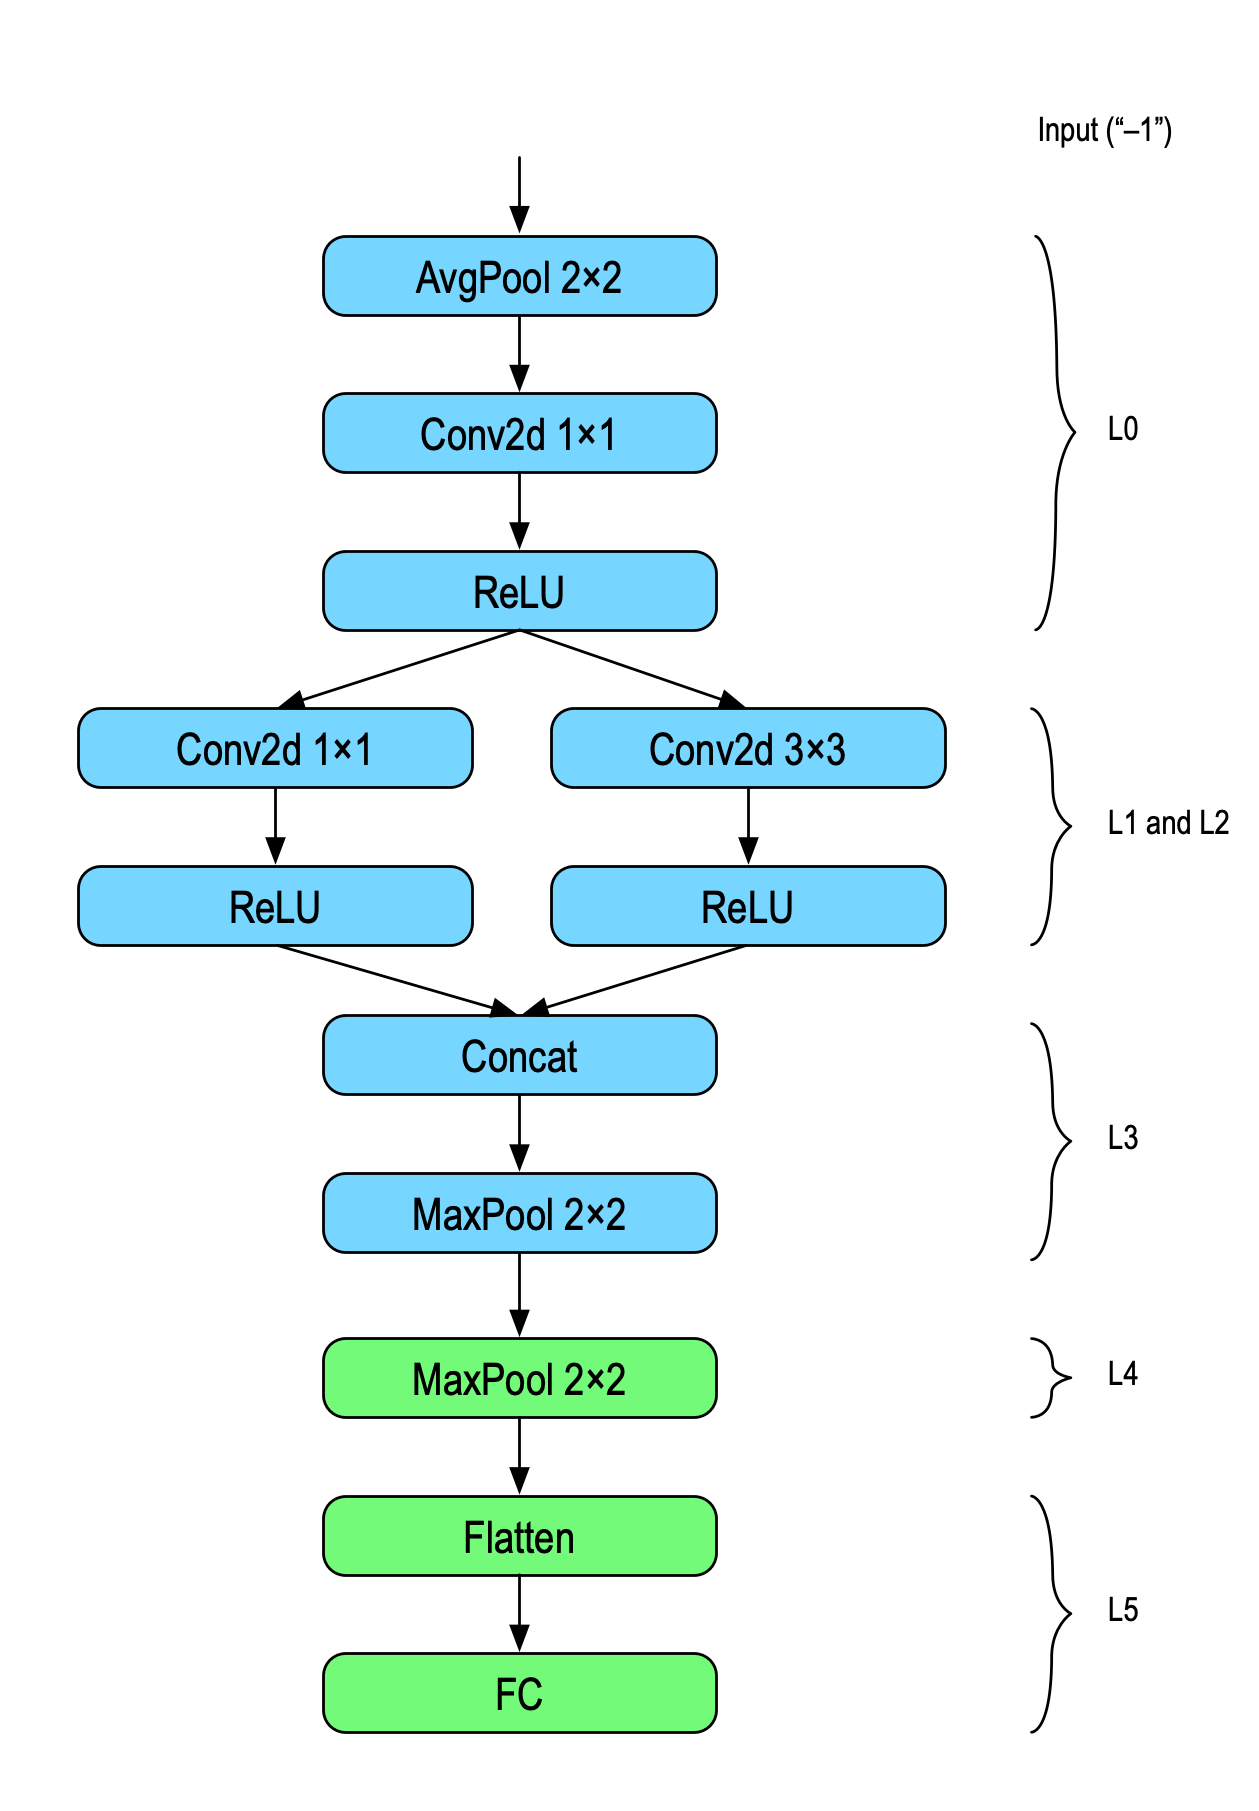 Input (“–1”)
AvgPool 2×2
Conv2d 1×1
L0
ReLU
Conv2d 1×1
Conv2d 3×3
L1 and L2
ReLU
ReLU
Concat
L3
MaxPool 2×2
MaxPool 2×2
L4
Flatten
L5
FC